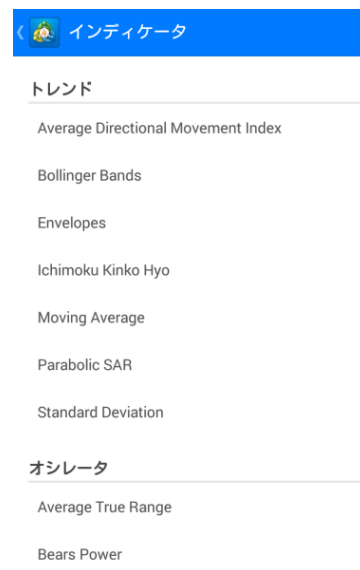 インディケータ
トレンド
Average Directional Movement Index
Bollinger Bands
Envelopes
Ichimoku Kinko Hyo
Moving Average
Parabolic SAR
Standard Deviation
オシレータ
Average True Range
Bears Power